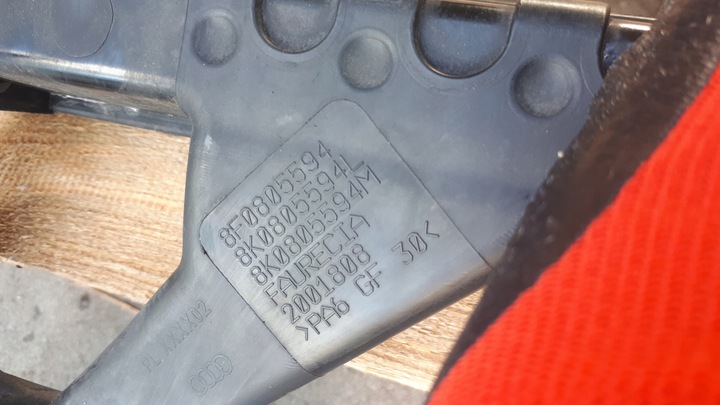 8F0805594
8K0805594L
8K0805594M
FAURECIA
2001808
>PA6 GF 30<